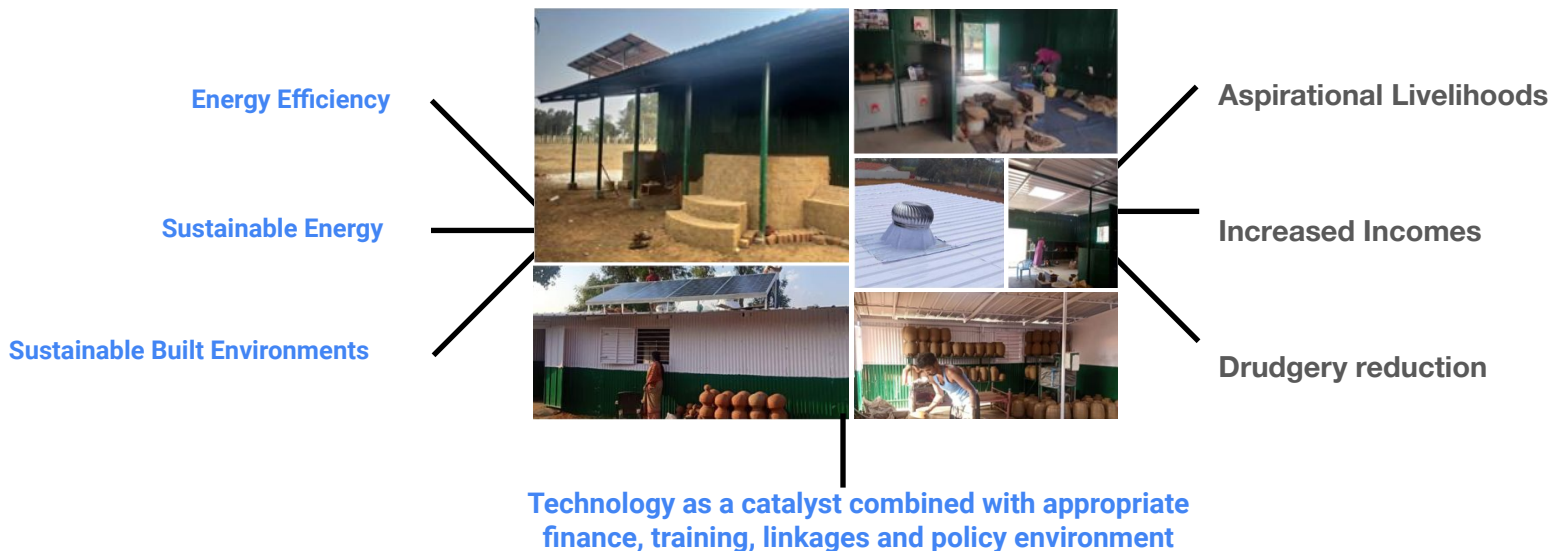 Energy Efficiency
Sustainable Energy
Sustainable Built Environments
Aspirational Livelihoods
Increased Incomes
Drudgery reduction
Technology as a catalyst combined with appropriate
finance, training, linkages and policy environment